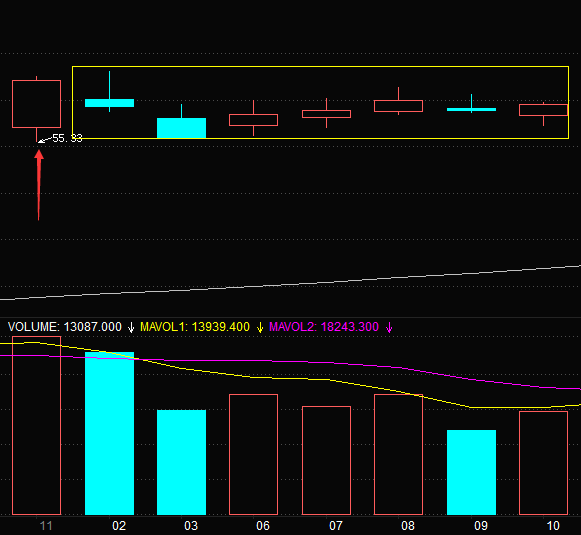 55.33
VOLUME: 13087.000 ↓ MAVOL1: 13939.400 ↓ MAVOL2: 18243.300 ↓
11 02 03 06 07 08 09 10